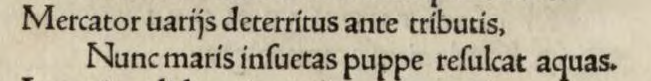 Mercator uarijs deterritus ante tributis,
Nunc maris inſuetas puppe reſulcat aquas.